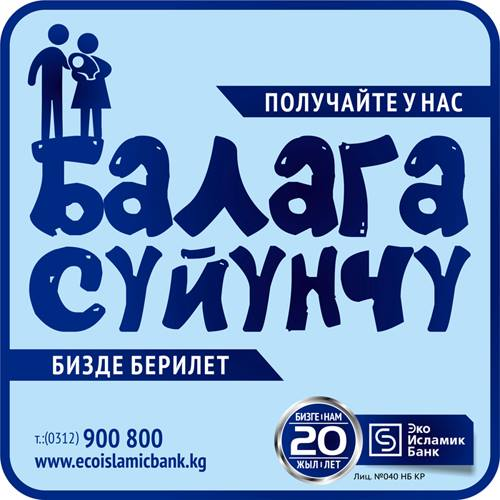 ПОЛУЧАЙТЕ У НАС
Балага
сүйүнчү
БИЗДЕ БЕРИЛЕТ
т.:(0312) 900 800
www.ecoislamicbank.kg
БИЗГЕ НАМ
20
ЖЫЛ ЛЕТ
Эко
Исламик
Банк
Лиц. №040 НБ КР